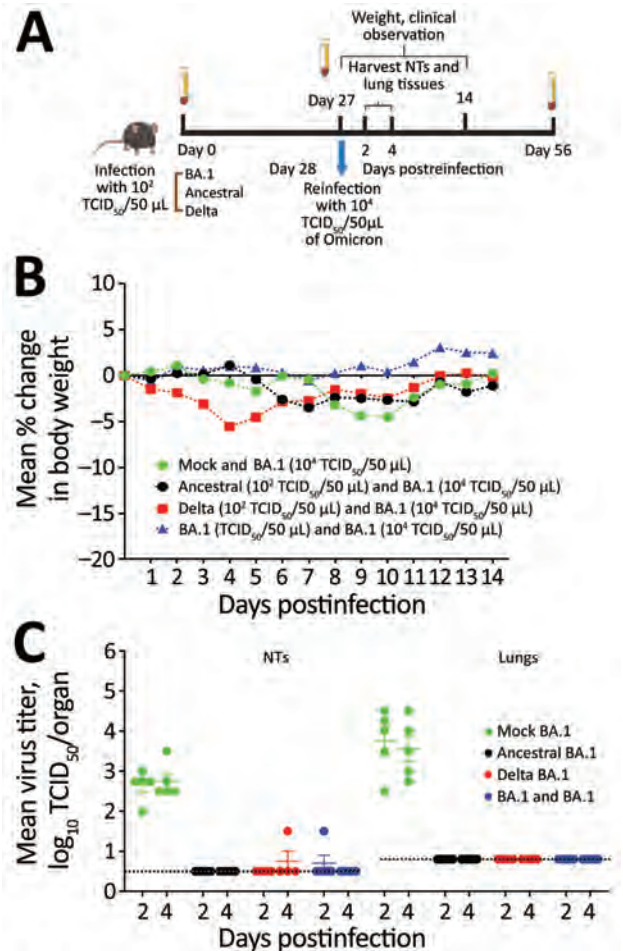 A
Weight, clinical
observation
Harvest NTs and
lung tissues
Day 27
14
2
4
Day 0
Day 28
Days postreinfection
Day 56
Infection
with 10²
TCID₅₀/50 µL
BA.1
Ancestral
Delta
Reinfection
with 10⁴
TCID₅₀/50µL
of Omicron
B
Mean % change
in body weight
10
5
0
−5
−10
−15
−20
Mock and BA.1 (10⁴ TCID₅₀/50 µL)
Ancestral (10² TCID₅₀/50 µL) and BA.1 (10⁴ TCID₅₀/50 µL)
Delta (10² TCID₅₀/50 µL) and BA.1 (10⁴ TCID₅₀/50 µL)
BA.1 (TCID₅₀/50 µL) and BA.1 (10⁴ TCID₅₀/50 µL)
1 2 3 4 5 6 7 8 9 10 11 12 13 14
Days postinfection
C
Mean virus titer,
log₁₀ TCID₅₀/organ
6
5
4
3
2
1
0
NTs
Lungs
Mock BA.1
Ancestral BA.1
Delta BA.1
BA.1 and BA.1
2 4 2 4 2 4 2 4 2 4 2 4 2 4 2 4
Days postinfection